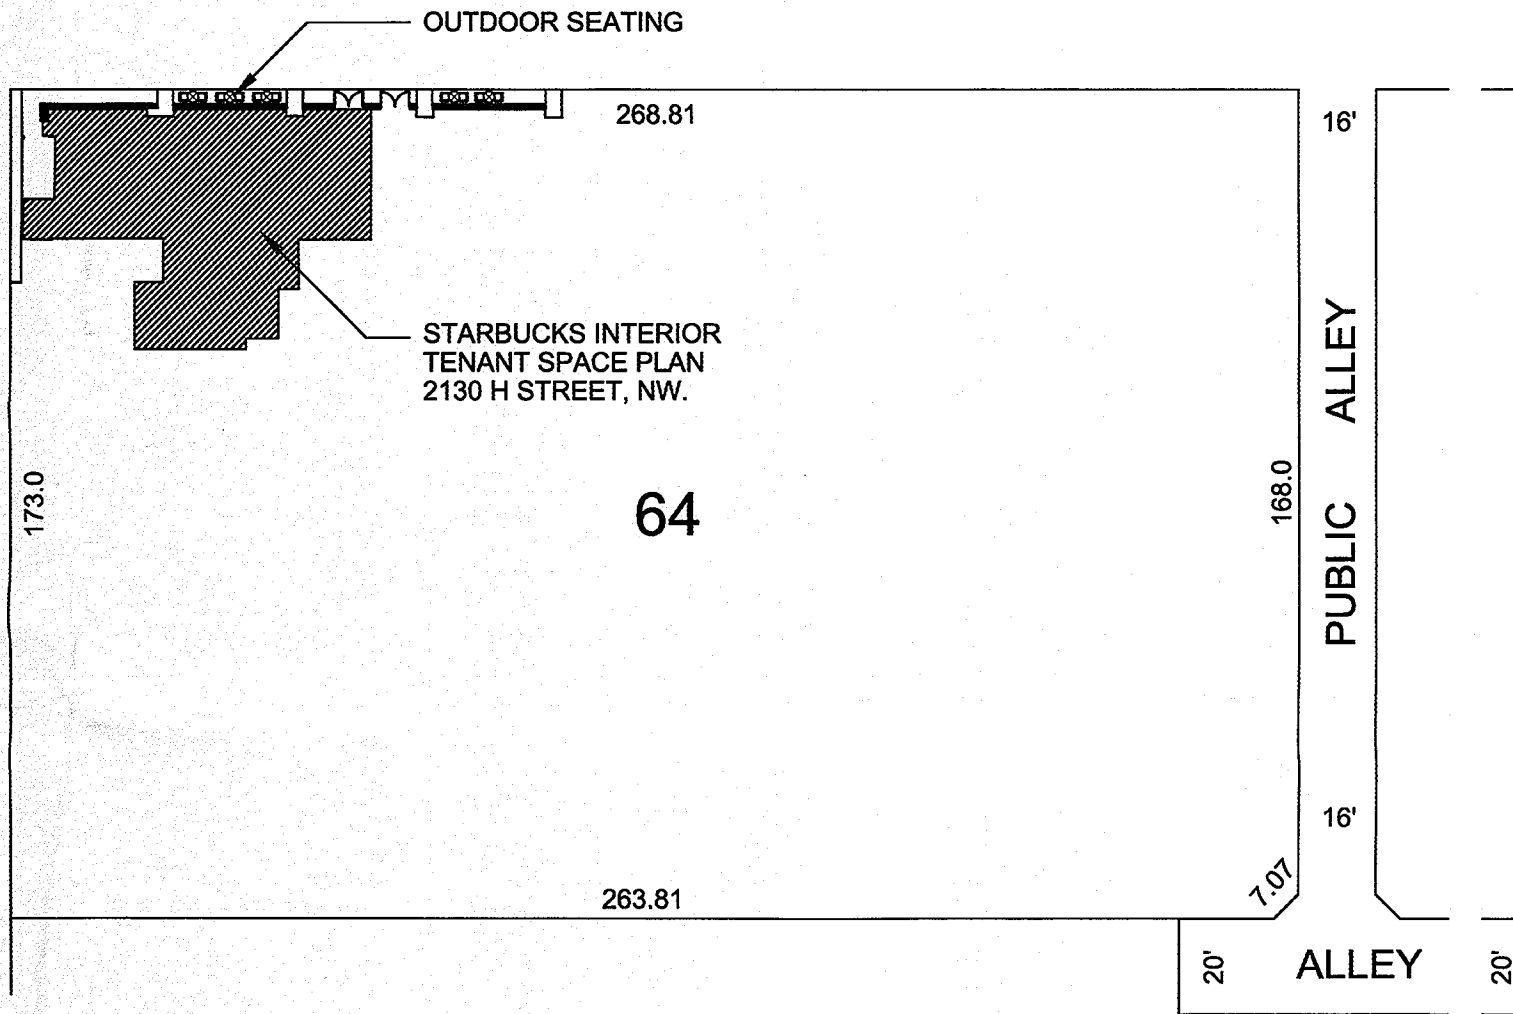 OUTDOOR SEATING
268.81
16'
STARBUCKS INTERIOR
TENANT SPACE PLAN
2130 H STREET, NW.
173.0
64
168.0
PUBLIC ALLEY
16'
7.07
263.81
20'
ALLEY
20'